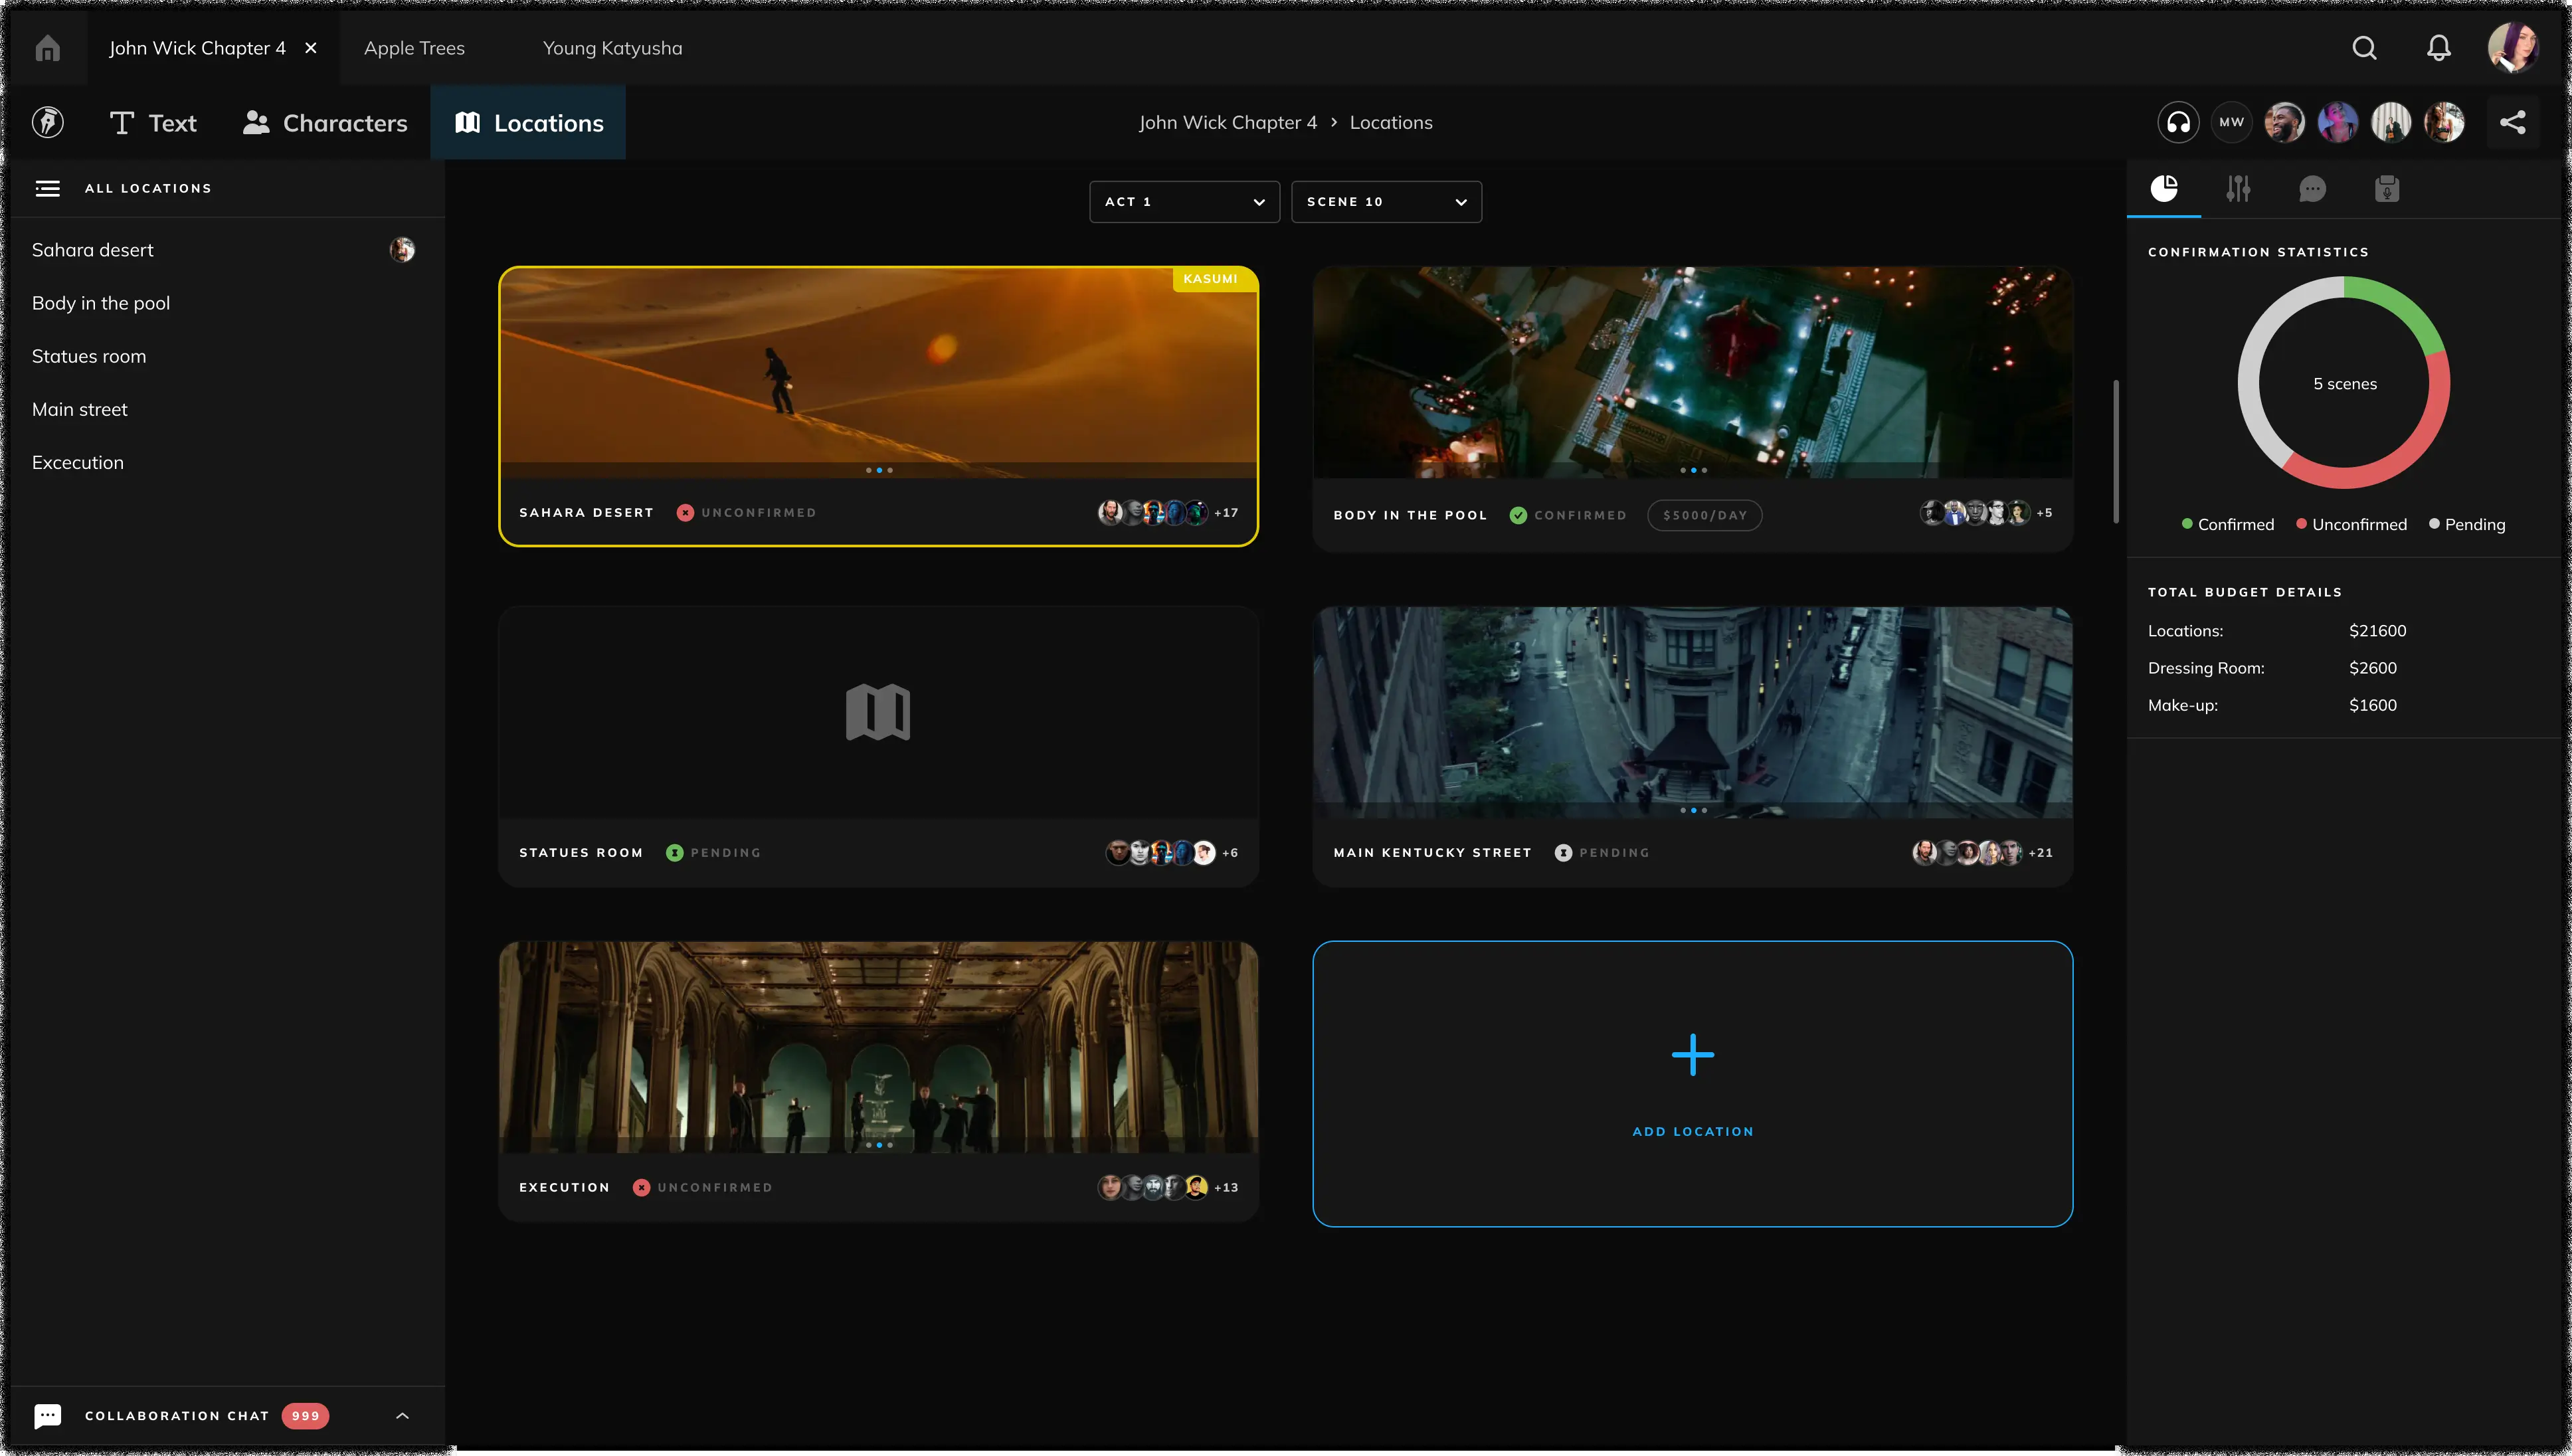 John Wick Chapter 4
Apple Trees
Young Katyusha
Text
Characters
Locations
John Wick Chapter 4 > Locations
MW
ALL LOCATIONS
Sahara desert
Body in the pool
Statues room
Main street
Excecution
COLLABORATION CHAT 999
ACT 1
SCENE 10
KASUMI
SAHARA DESERT UNCONFIRMED +17
BODY IN THE POOL CONFIRMED $5000/DAY +5
STATUES ROOM PENDING +6
MAIN KENTUCKY STREET PENDING +21
EXECUTION UNCONFIRMED +13
ADD LOCATION
CONFIRMATION STATISTICS
5 scenes
Confirmed Unconfirmed Pending
TOTAL BUDGET DETAILS
Locations: $21600
Dressing Room: $2600
Make-up: $1600